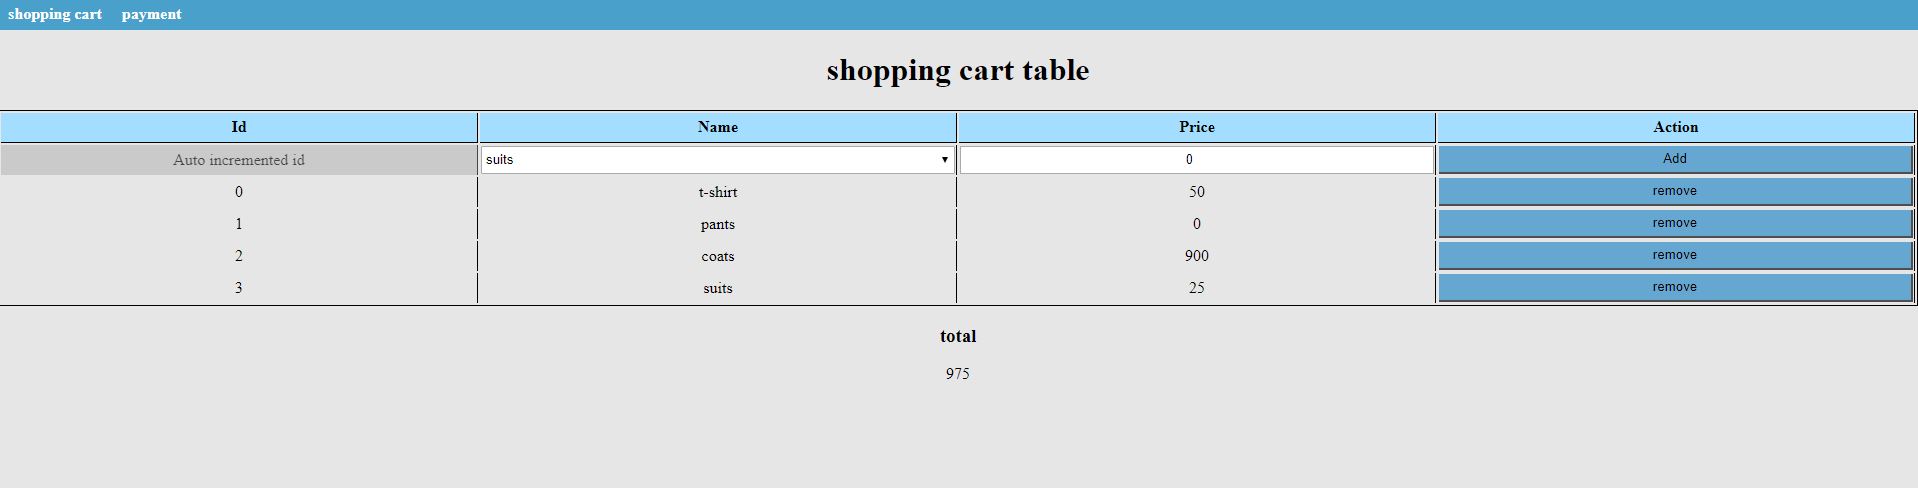 shopping cart payment
shopping cart table
Id Name Price Action
Auto incremented id suits 0 Add
0 t-shirt 50 remove
1 pants 0 remove
2 coats 900 remove
3 suits 25 remove
total
975